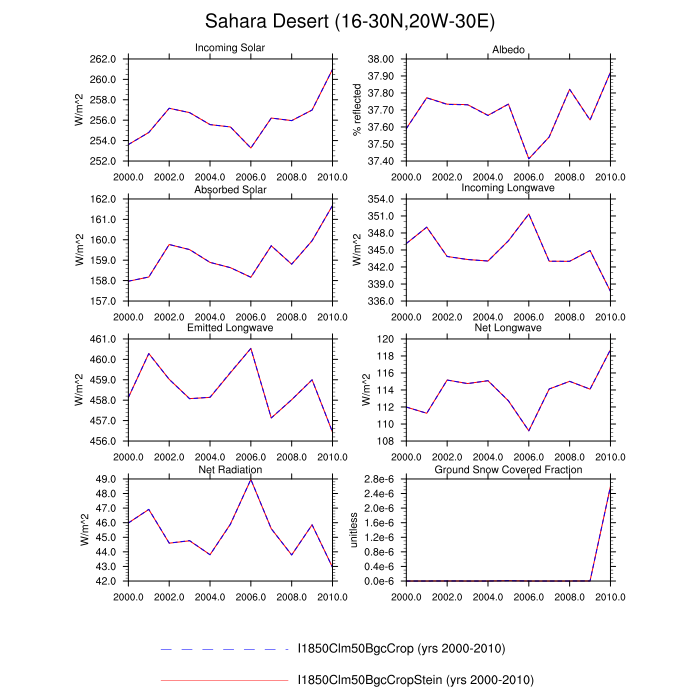 Sahara Desert (16-30N,20W-30E)
Incoming Solar
W/m^2
262.0
260.0
258.0
256.0
254.0
252.0
2000.0 2002.0 2004.0 2006.0 2008.0 2010.0
Albedo
% reflected
38.00
37.90
37.80
37.70
37.60
37.50
37.40
2000.0 2002.0 2004.0 2006.0 2008.0 2010.0
Absorbed Solar
W/m^2
162.0
161.0
160.0
159.0
158.0
157.0
2000.0 2002.0 2004.0 2006.0 2008.0 2010.0
Incoming Longwave
W/m^2
354.0
351.0
348.0
345.0
342.0
339.0
336.0
2000.0 2002.0 2004.0 2006.0 2008.0 2010.0
Emitted Longwave
W/m^2
461.0
460.0
459.0
458.0
457.0
456.0
2000.0 2002.0 2004.0 2006.0 2008.0 2010.0
Net Longwave
W/m^2
120
118
116
114
112
110
108
2000.0 2002.0 2004.0 2006.0 2008.0 2010.0
Net Radiation
W/m^2
49.0
48.0
47.0
46.0
45.0
44.0
43.0
42.0
2000.0 2002.0 2004.0 2006.0 2008.0 2010.0
Ground Snow Covered Fraction
unitless
2.8e-6
2.4e-6
2.0e-6
1.6e-6
1.2e-6
0.8e-6
0.4e-6
0.0e-6
2000.0 2002.0 2004.0 2006.0 2008.0 2010.0
I1850Clm50BgcCrop (yrs 2000-2010)
I1850Clm50BgcCropStein (yrs 2000-2010)